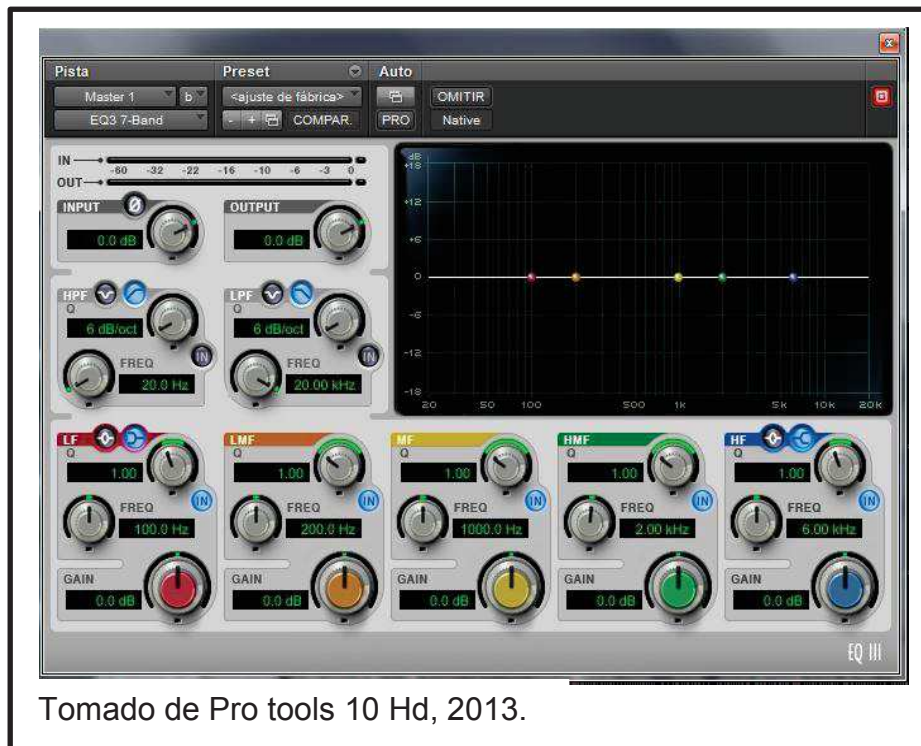 Pista Preset Auto
Master 1 b <ajuste de fábrica> OMITIR
EQ3 7-Band - + COMPAR. PRO Native
IN
-60 -32 -22 -16 -10 -6 -3 0
OUT
INPUT Ø OUTPUT
0.0 dB 0.0 dB
HPF LPF
Q Q
6 dB/oct 6 dB/oct
IN IN
FREQ FREQ
20.0 Hz 20.00 kHz
dB
+18
+12
+6
0
-6
-12
-18
20 50 100 500 1k 5k 10k 20k
LF LMF MF HMF HF
Q Q Q Q Q
1.00 1.00 1.00 1.00 1.00
IN IN IN IN IN
FREQ FREQ FREQ FREQ FREQ
100.0 Hz 200.0 Hz 1000.0 Hz 2.00 kHz 6.00 kHz
GAIN GAIN GAIN GAIN GAIN
0.0 dB 0.0 dB 0.0 dB 0.0 dB 0.0 dB
EQ III
Tomado de Pro tools 10 Hd, 2013.